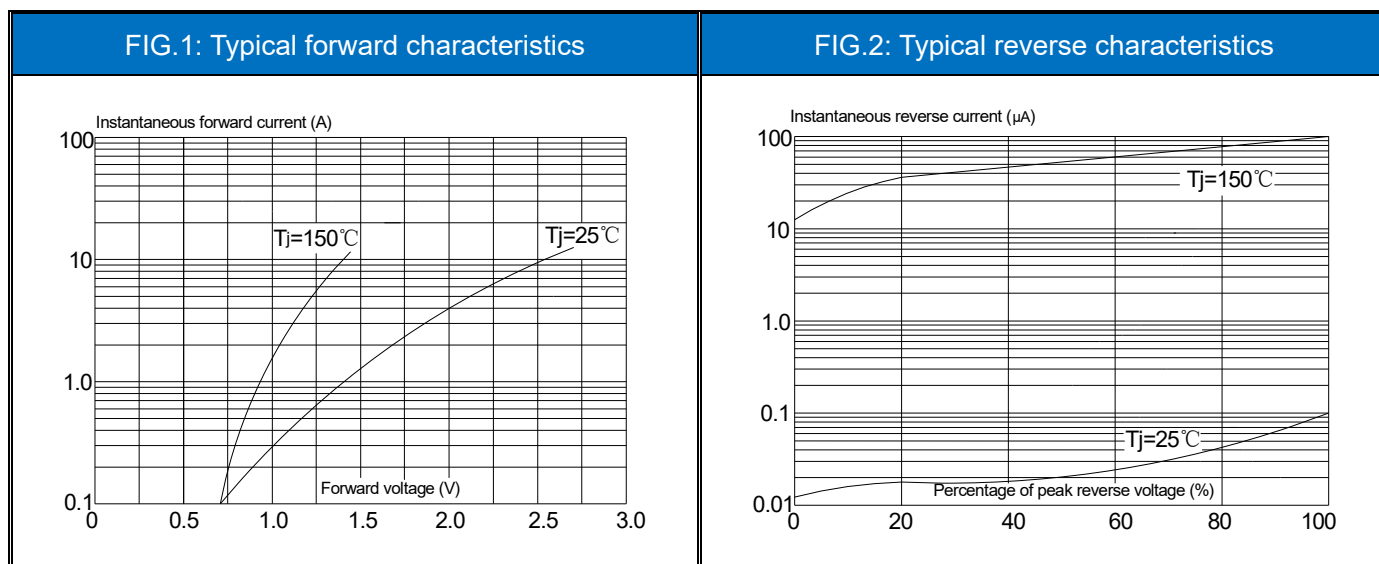 FIG.1: Typical forward characteristics
Instantaneous forward current (A)
100
10
1.0
0.1
Tj=150℃
Tj=25℃
Forward voltage (V)
0 0.5 1.0 1.5 2.0 2.5 3.0
FIG.2: Typical reverse characteristics
Instantaneous reverse current (μA)
100
10
1.0
0.1
0.01
Tj=150℃
Tj=25℃
Percentage of peak reverse voltage (%)
0 20 40 60 80 100